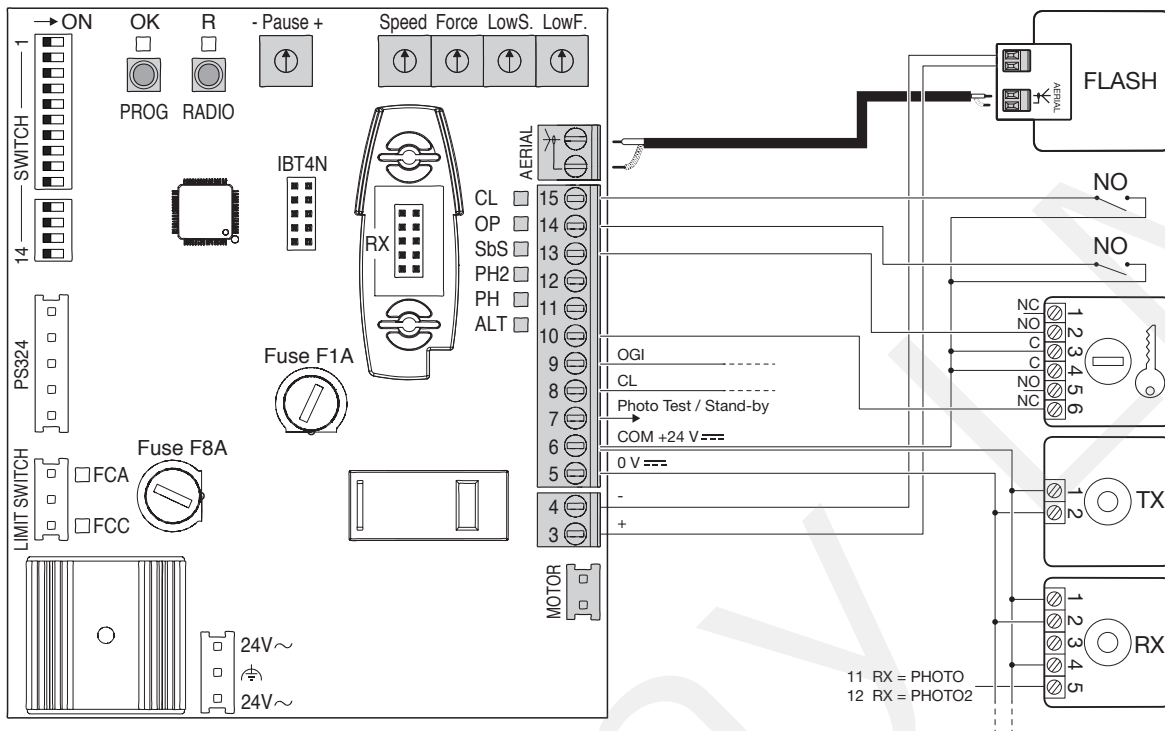 →ON OK R - Pause + Speed Force LowS. LowF.
1
SWITCH
14
PROG RADIO
IBT4N
RX
AERIAL
CL 15
OP 14
SbS 13
PH2 12
PH 11
ALT 10
9 OGI
8 CL
7 Photo Test / Stand-by
6 COM +24 V
5 0 V
4 -
3 +
PS324
Fuse F1A
Fuse F8A
LIMIT SWITCH
FCA
FCC
MOTOR
24V~
24V~
FLASH
AERIAL
NO
NO
NC 1
NO 2
C 3
C 4
NO 5
NC 6
1
2
TX
1
2
3
4
5
RX
11 RX = PHOTO
12 RX = PHOTO2